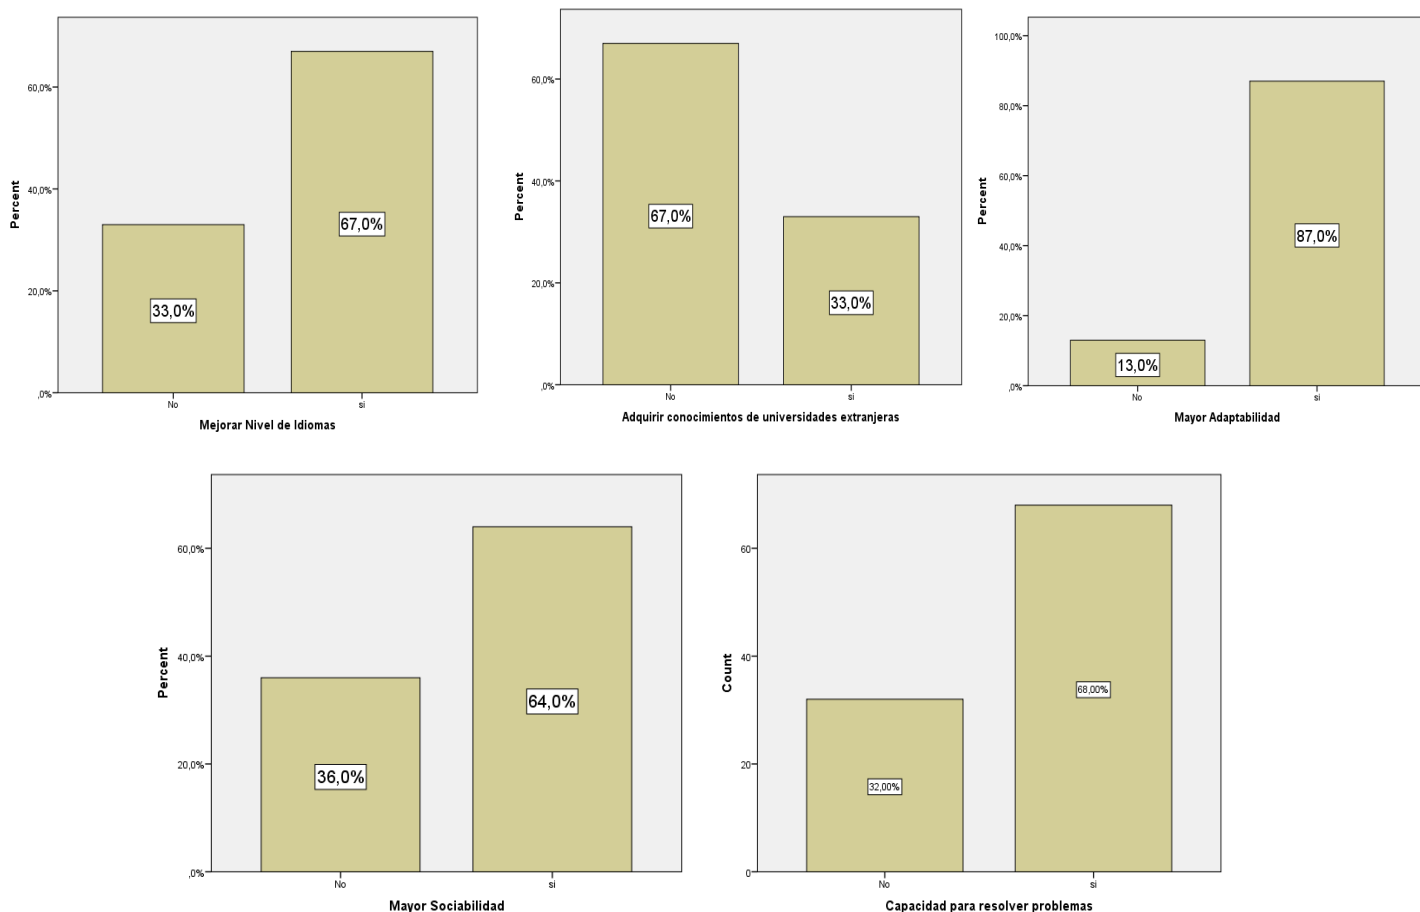 Percent
60,0%
40,0%
20,0%
,0%
33,0%
67,0%
No
si
Mejorar Nivel de Idiomas
Percent
60,0%
40,0%
20,0%
,0%
67,0%
33,0%
No
si
Adquirir conocimientos de universidades extranjeras
Percent
100,0%
80,0%
60,0%
40,0%
20,0%
,0%
13,0%
87,0%
No
si
Mayor Adaptabilidad
Percent
60,0%
40,0%
20,0%
,0%
36,0%
64,0%
No
si
Mayor Sociabilidad
Count
60
40
20
0
32,00%
68,00%
No
si
Capacidad para resolver problemas